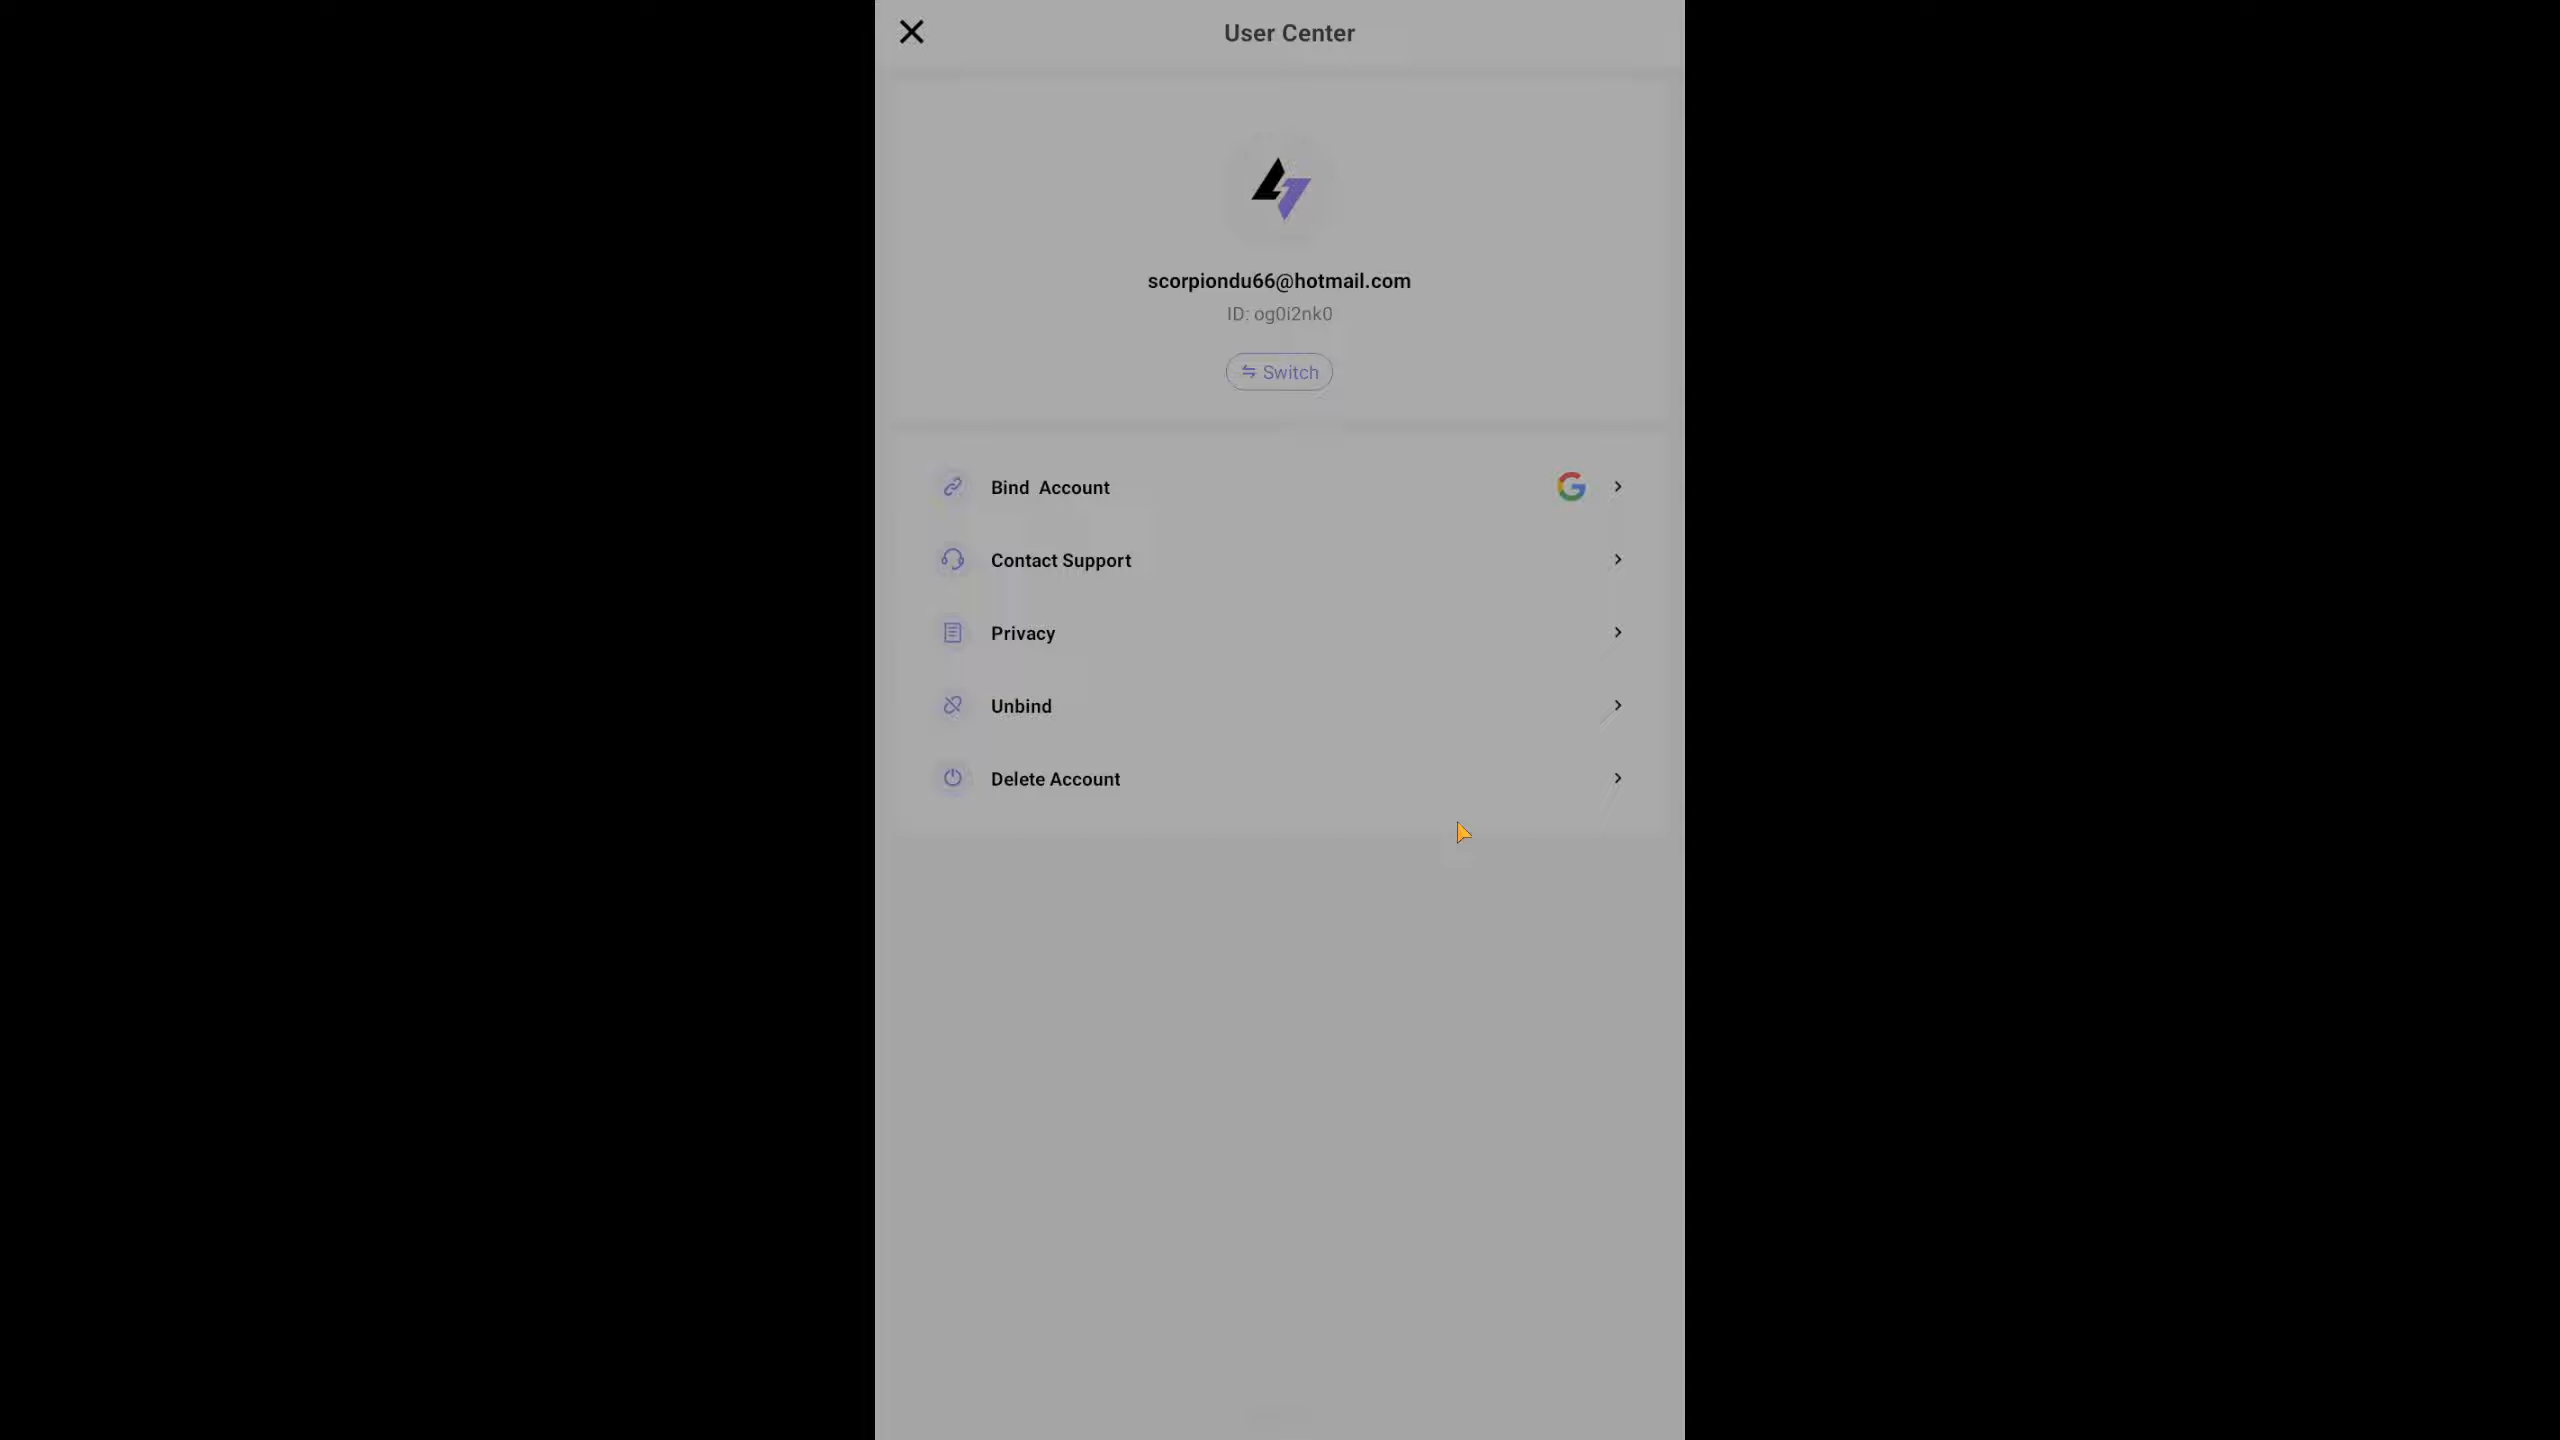 User Center
scorpiondu66@hotmail.com
ID: og0i2nk0
Switch
Bind Account
Contact Support
Privacy
Unbind
Delete Account